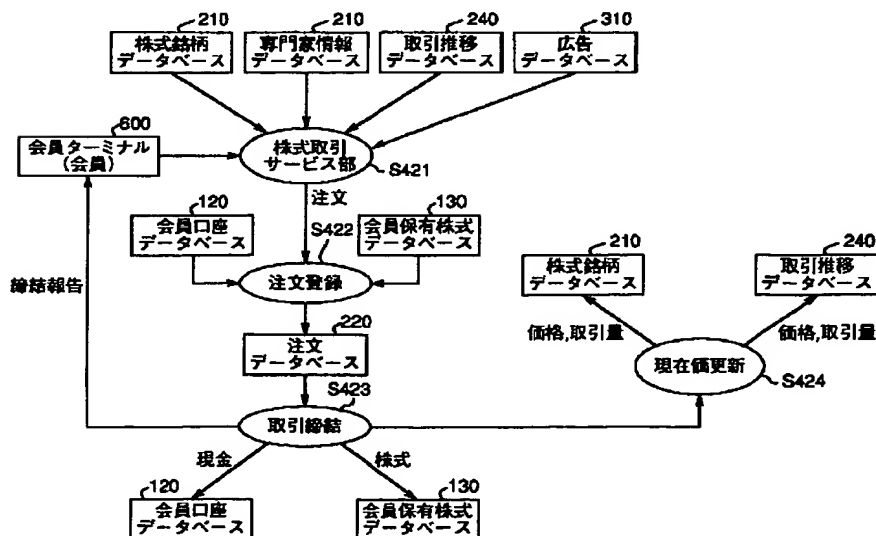 210
210
240
310
株式銘柄
データベース
専門家情報
データベース
取引推移
データベース
広告
データベース
600
会員ターミナル
(会員)
株式取引
サービス部
S421
注文
120
会員口座
データベース
S422
130
会員保有株式
データベース
注文登録
締結報告
220
注文
データベース
210
株式銘柄
データベース
240
取引推移
データベース
価格,取引量
価格,取引量
現在価更新
S424
S423
取引締結
現金
株式
120
会員口座
データベース
130
会員保有株式
データベース